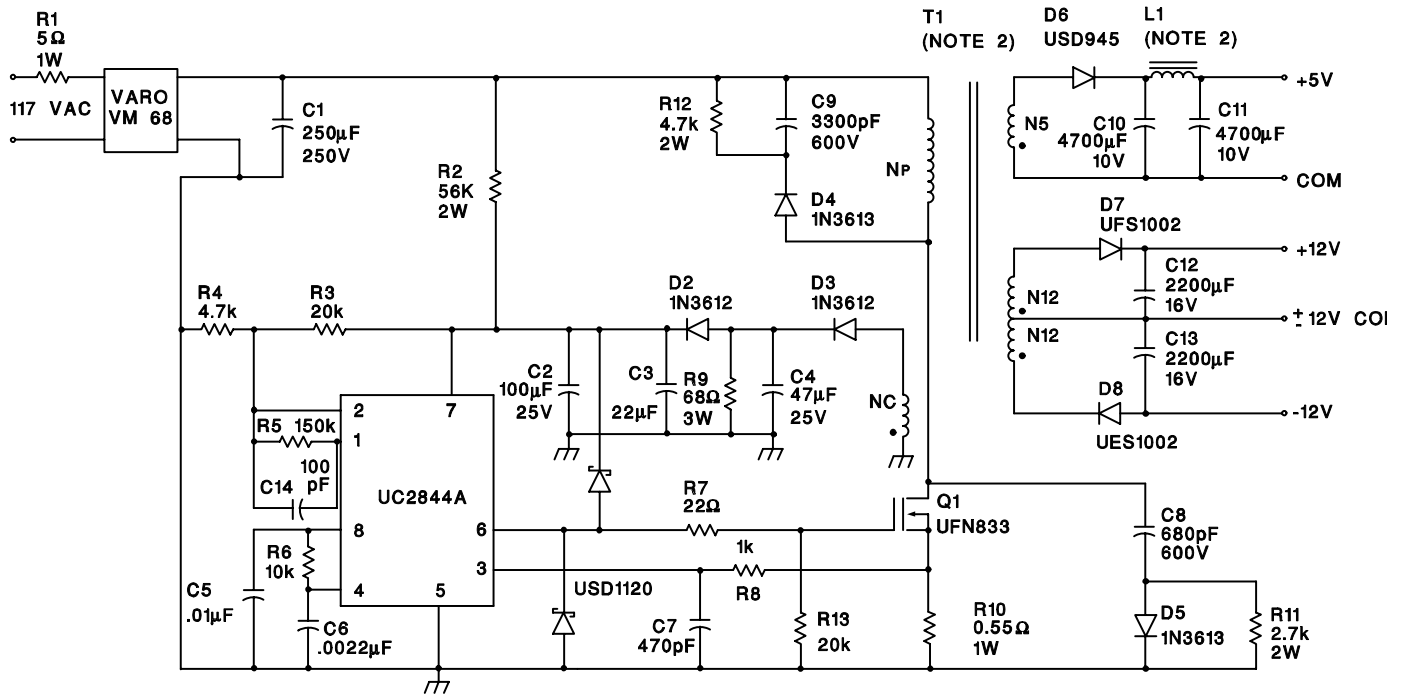 R1
5Ω
1W
117 VAC
VARO
VM 68
C1
250µF
250V
R2
56K
2W
R12
4.7k
2W
C9
3300pF
600V
D4
1N3613
NP
T1
(NOTE 2)
D6
USD945
L1
(NOTE 2)
+5V
N5
C10
4700µF
10V
C11
4700µF
10V
COM
D7
UFS1002
+12V
C12
2200µF
16V
N12
N12
± 12V COI
C13
2200µF
16V
D8
UES1002
-12V
R4
4.7k
R3
20k
D2
1N3612
D3
1N3612
C2
100µF
25V
C3
22µF
R9
68Ω
3W
C4
47µF
25V
NC
R5 150k
C14
100
pF
2
1
7
UC2844A
8
4
5
6
3
R6
10k
C5
.01µF
C6
.0022µF
USD1120
R7
22Ω
1k
R8
C7
470pF
R13
20k
Q1
UFN833
R10
0.55Ω
1W
C8
680pF
600V
D5
1N3613
R11
2.7k
2W